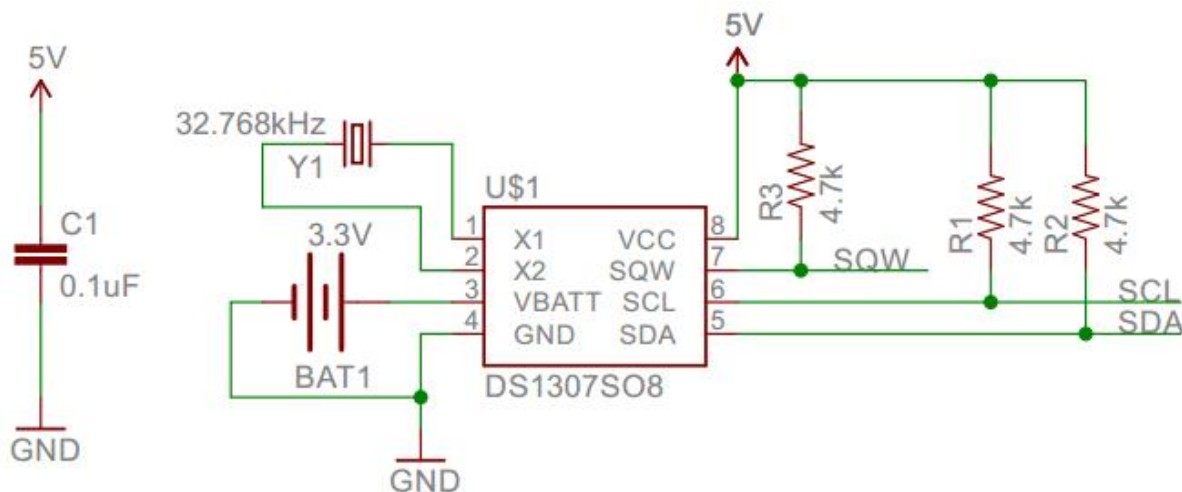 5V
C1
0.1uF
GND
32.768kHz
Y1
3.3V
BAT1
GND
U$1
1 X1 VCC 8
2 X2 SQW 7
3 VBATT SCL 6
4 GND SDA 5
DS1307SO8
5V
R3 4.7k
R1 4.7k
R2 4.7k
SQW
SCL
SDA